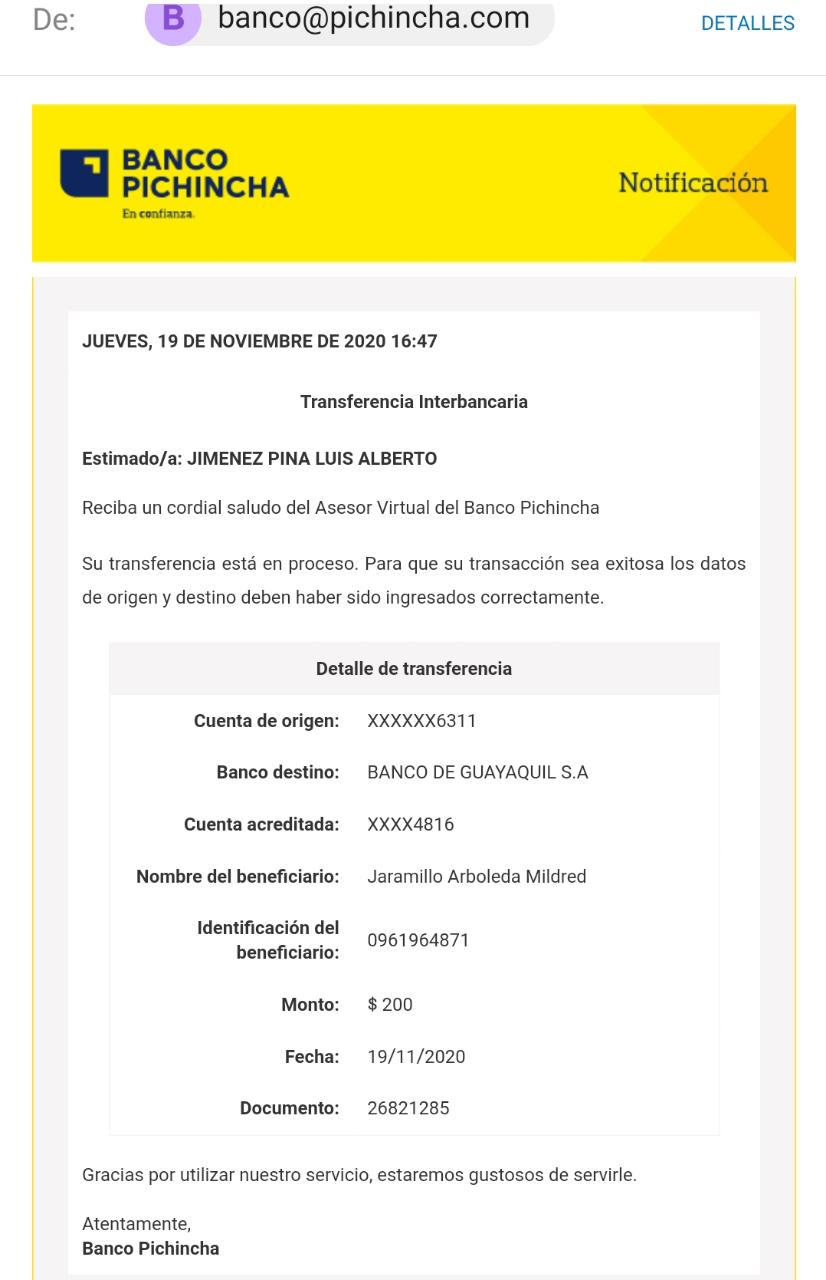 De:
B
banco@pichincha.com
DETALLES
BANCO
PICHINCHA
En confianza.
Notificación
JUEVES, 19 DE NOVIEMBRE DE 2020 16:47
Transferencia Interbancaria
Estimado/a: JIMENEZ PINA LUIS ALBERTO
Reciba un cordial saludo del Asesor Virtual del Banco Pichincha
Su transferencia está en proceso. Para que su transacción sea exitosa los datos
de origen y destino deben haber sido ingresados correctamente.
Detalle de transferencia
Cuenta de origen: XXXXXX6311
Banco destino: BANCO DE GUAYAQUIL S.A
Cuenta acreditada: XXXX4816
Nombre del beneficiario: Jaramillo Arboleda Mildred
Identificación del
beneficiario: 0961964871
Monto: $ 200
Fecha: 19/11/2020
Documento: 26821285
Gracias por utilizar nuestro servicio, estaremos gustosos de servirle.
Atentamente,
Banco Pichincha